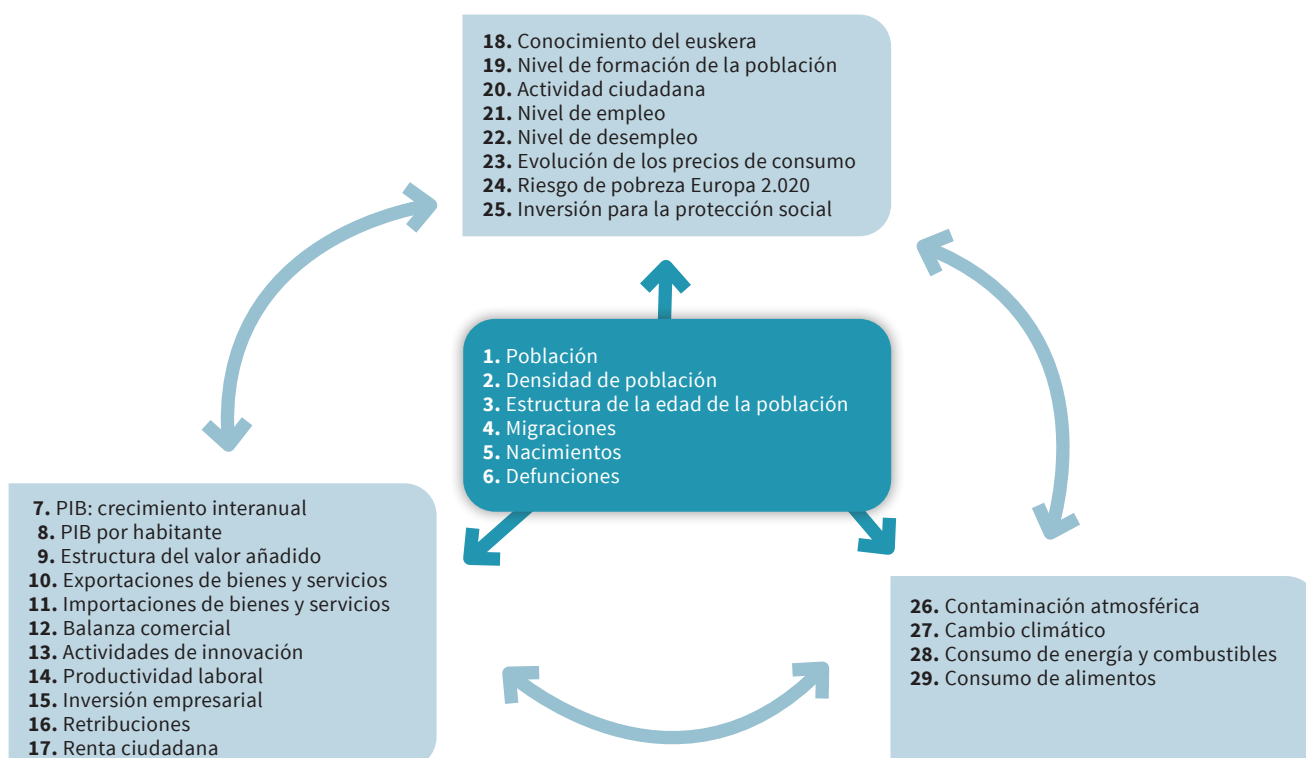 18. Conocimiento del euskera
19. Nivel de formación de la población
20. Actividad ciudadana
21. Nivel de empleo
22. Nivel de desempleo
23. Evolución de los precios de consumo
24. Riesgo de pobreza Europa 2.020
25. Inversión para la protección social
1. Población
2. Densidad de población
3. Estructura de la edad de la población
4. Migraciones
5. Nacimientos
6. Defunciones
7. PIB: crecimiento interanual
8. PIB por habitante
9. Estructura del valor añadido
10. Exportaciones de bienes y servicios
11. Importaciones de bienes y servicios
12. Balanza comercial
13. Actividades de innovación
14. Productividad laboral
15. Inversión empresarial
16. Retribuciones
17. Renta ciudadana
26. Contaminación atmosférica
27. Cambio climático
28. Consumo de energía y combustibles
29. Consumo de alimentos